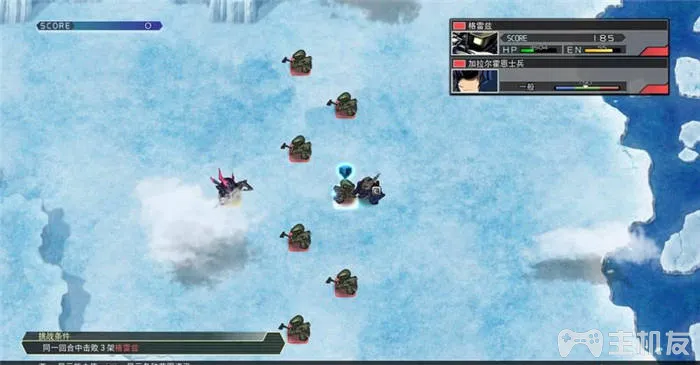 SCORE 0
格雷兹
SCORE 185
HP EN
加拉尔霍恩士兵
一般
挑战条件
同一回合中击败3架格雷兹
主机友